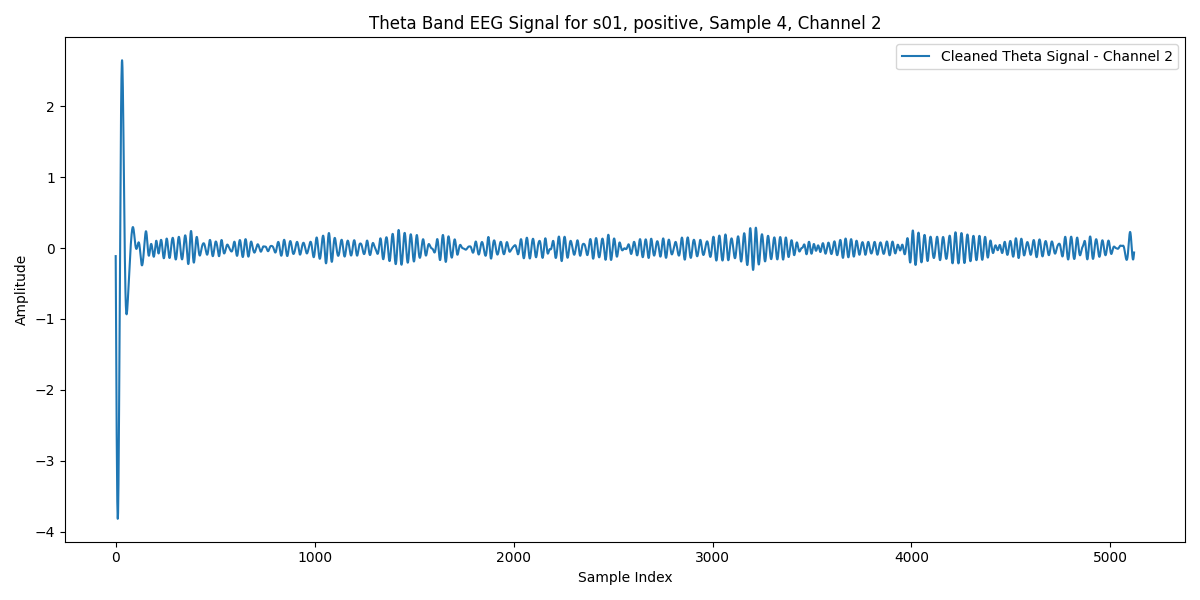 Theta Band EEG Signal for s01, positive, Sample 4, Channel 2
Cleaned Theta Signal - Channel 2
Amplitude
2
1
0
−1
−2
−3
−4
0 1000 2000 3000 4000 5000
Sample Index